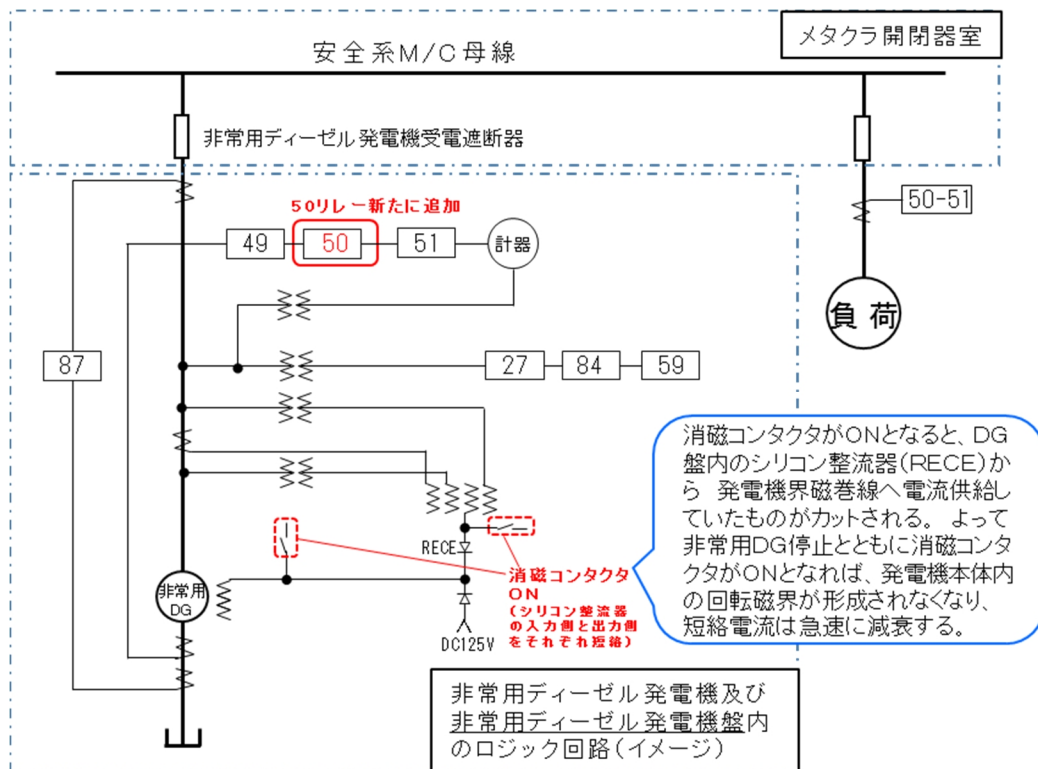 メタクラ開閉器室
安全系M/C母線
非常用ディーゼル発電機受電遮断器
50リレー新たに追加
49
50
51
計器
50-51
負荷
87
27
84
59
消磁コンタクタがONとなると、DG
盤内のシリコン整流器(RECE)か
ら 発電機界磁巻線へ電流供給し
ていたものがカットされる。 よって
非常用DG停止とともに消磁コンタ
クタがONとなれば、発電機本体内
の回転磁界が形成されなくなり、
短絡電流は急速に減衰する。
RECE
消磁コンタクタ
ON
(シリコン整流器
の入力側と出力側
をそれぞれ短絡)
非常用
DG
DC125V
非常用ディーゼル発電機及び
非常用ディーゼル発電機盤内
のロジック回路(イメージ)